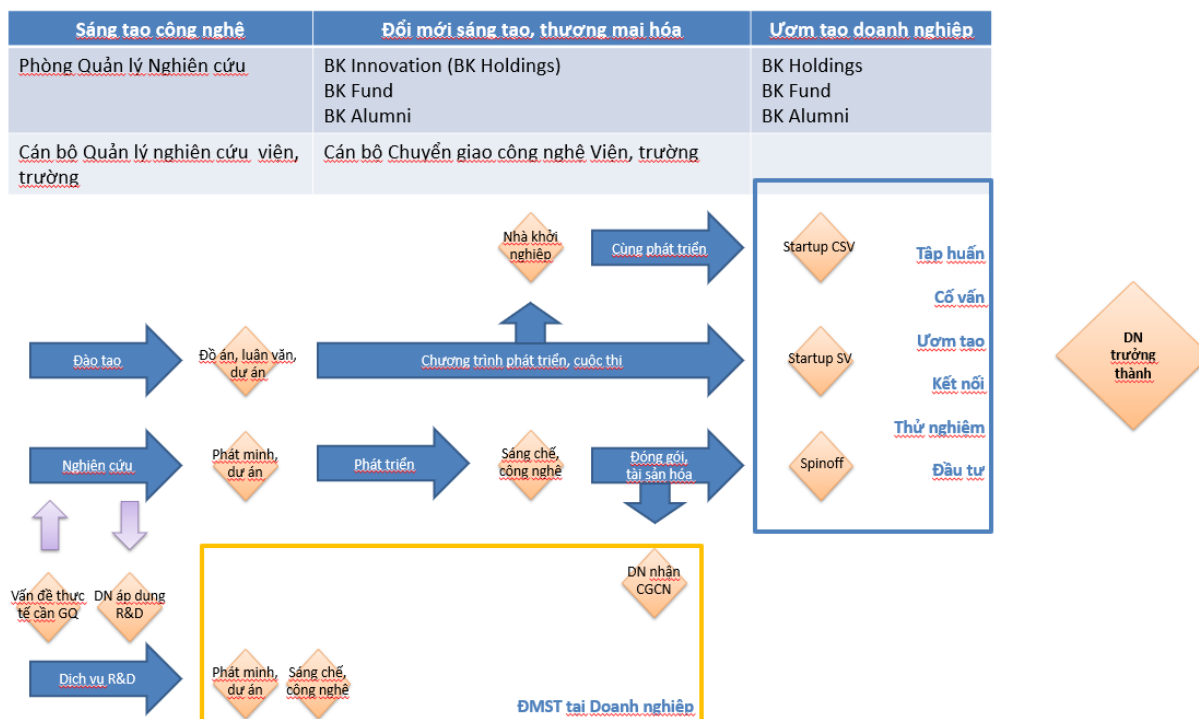 Sáng tạo công nghệ
Đổi mới sáng tạo, thương mại hóa
Ươm tạo doanh nghiệp
Phòng Quản lý Nghiên cứu
BK Innovation (BK Holdings)
BK Fund
BK Alumni
BK Holdings
BK Fund
BK Alumni
Cán bộ Quản lý nghiên cứu viện,
trường
Cán bộ Chuyển giao công nghệ Viện, trường
Nhà khởi
nghiệp
Cùng phát triển
Startup CSV
Tập huấn
Cố vấn
Đào tạo
Đồ án, luân văn,
dự án
Chương trình phát triển, cuộc thi
Startup SV
Ươm tạo
Kết nối
DN
trưởng
thành
Thử nghiệm
Nghiên cứu
Phát minh,
dự án
Phát triển
Sáng chế,
công nghệ
Đóng gói,
tài sản hóa
Spinoff
Đầu tư
Vấn đề thực
tế cần GQ
DN áp dụng
R&D
DN nhận
CGCN
Dịch vụ R&D
Phát minh,
dự án
Sáng chế,
công nghệ
ĐMST tại Doanh nghiệp